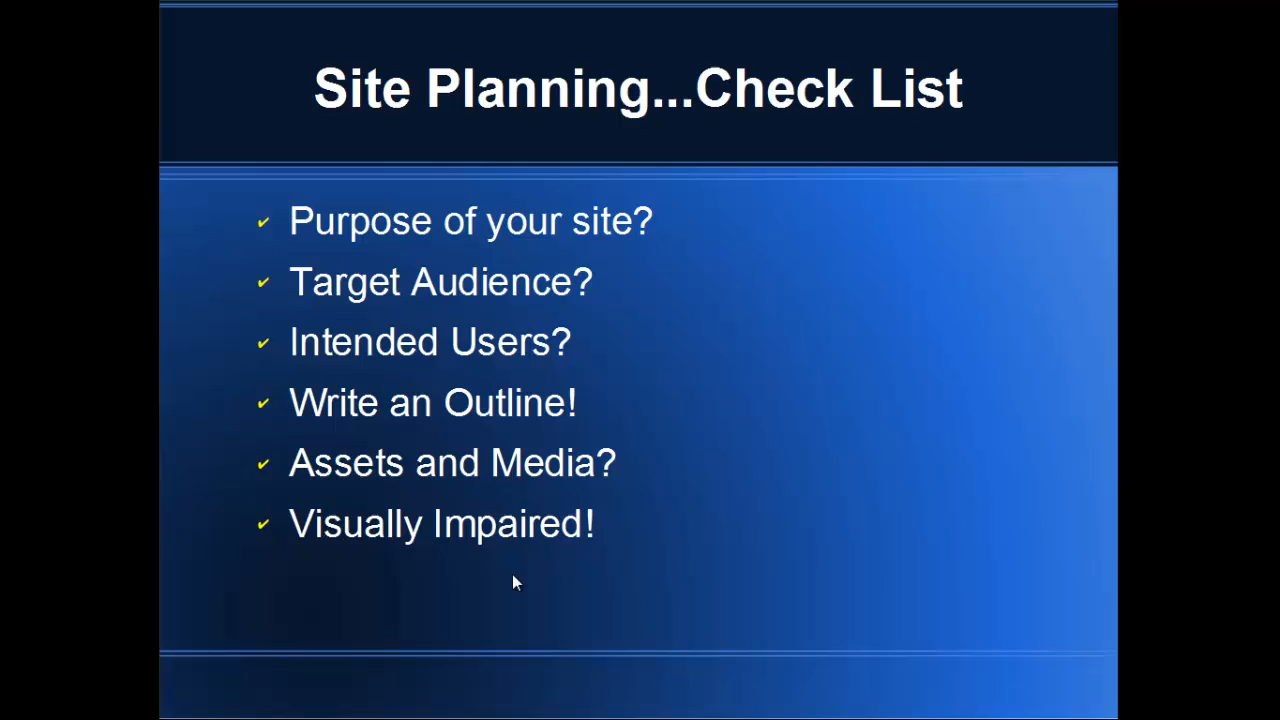 Site Planning...Check List
✔ Purpose of your site?
✔ Target Audience?
✔ Intended Users?
✔ Write an Outline!
✔ Assets and Media?
✔ Visually Impaired!